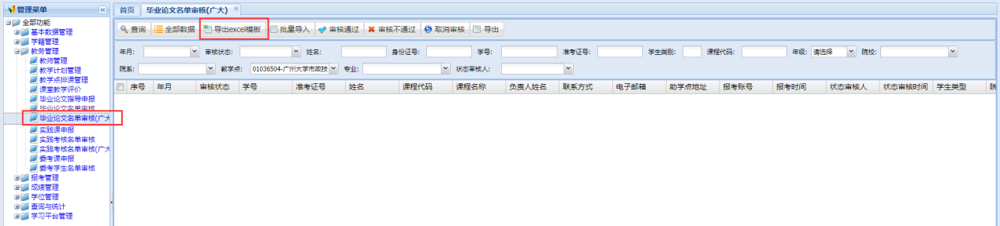 管理菜单
全部功能
基本数据管理
学籍管理
教务管理
教师管理
教学计划管理
教学点排课管理
课堂教学评价
毕业论文指导申报
毕业论文名单审核
毕业论文名单审核(广大
实践课申报
实践考核名单审核
实践考核名单审核(广大
委考课申报
委考学生名单审核
报考管理
成绩管理
学位管理
查询与统计
学习平台管理
首页 毕业论文名单审核(广大)
查询 全部数据 导出excel模板 批量导入 审核通过 审核不通过 取消审核 导出
年月: 审核状态: 姓名: 身份证号: 学号: 准考证号: 学生类别: 课程代码: 年级: 请选择 院校:
院系: 教学点: 01036504-广州大学市政技 专业: 状态审核人:
序号 年月 审核状态 学号 准考证号 姓名 课程代码 课程名称 负责人姓名 联系方式 电子邮箱 助学点地址 报考账号 报考时间 状态审核人 状态审核时间 学生类型